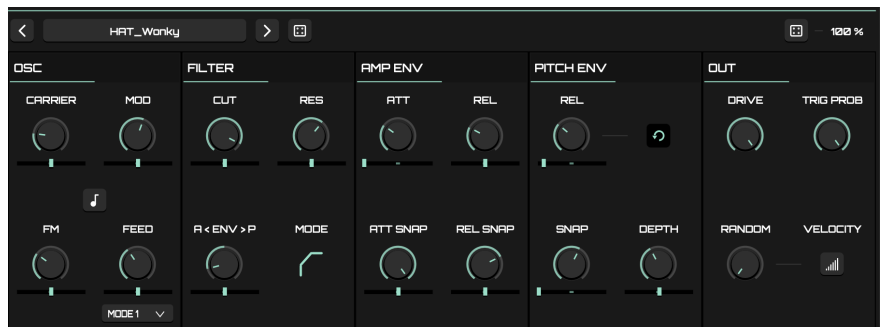 HAT_Wonky
100 %
OSC
FILTER
AMP ENV
PITCH ENV
OUT
CARRIER
MOD
CUT
RES
ATT
REL
REL
DRIVE
TRIG PROB
FM
FEED
A < ENV > P
MODE
ATT SNAP
REL SNAP
SNAP
DEPTH
RANDOM
VELOCITY
MODE 1